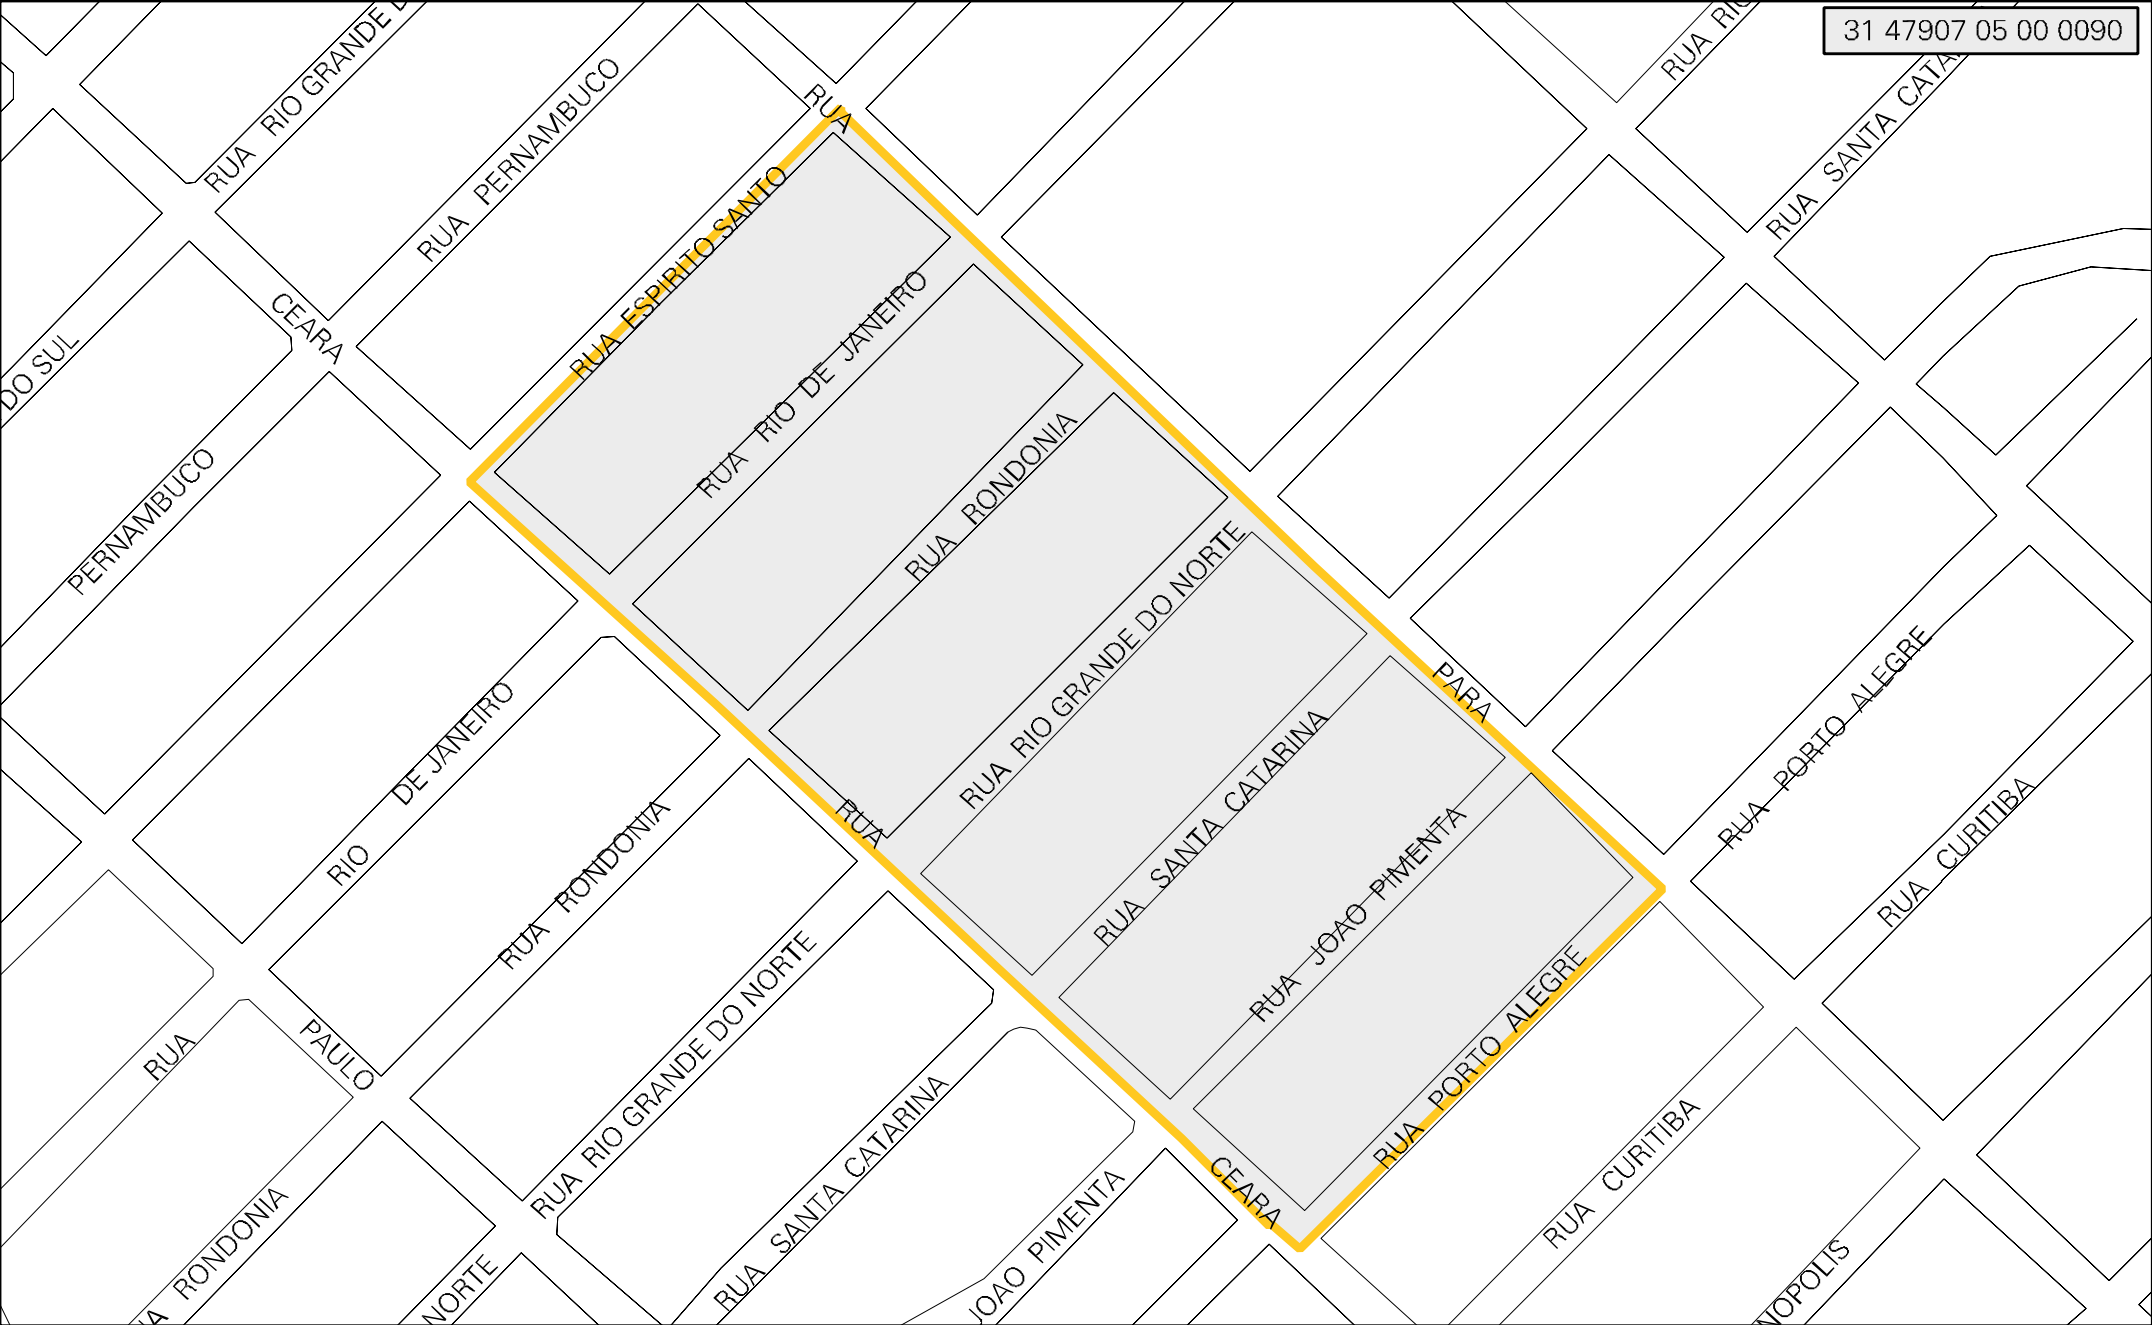 31 47907 05 00 0090
RUA RIO GRANDE
RUA PERNAMBUCO
RUA
RUA RIO
RUA SANTA CATA
RUA ESPIRITO SANTO
CEARA
DO SUL
RUA RIO DE JANEIRO
PERNAMBUCO
RUA RONDONIA
RUA RIO GRANDE DO NORTE
PARA
RUA PORTO ALEGRE
RIO DE JANEIRO
RUA SANTA CATARINA
RUA
RUA RONDONIA
RUA JOAO PIMENTA
RUA CURITIBA
RUA RIO GRANDE DO NORTE
RUA PORTO ALEGRE
RUA
PAULO
RUA SANTA CATARINA
CEARA
RUA CURITIBA
JOAO PIMENTA
RONDONIA
NORTE
NOPOLIS